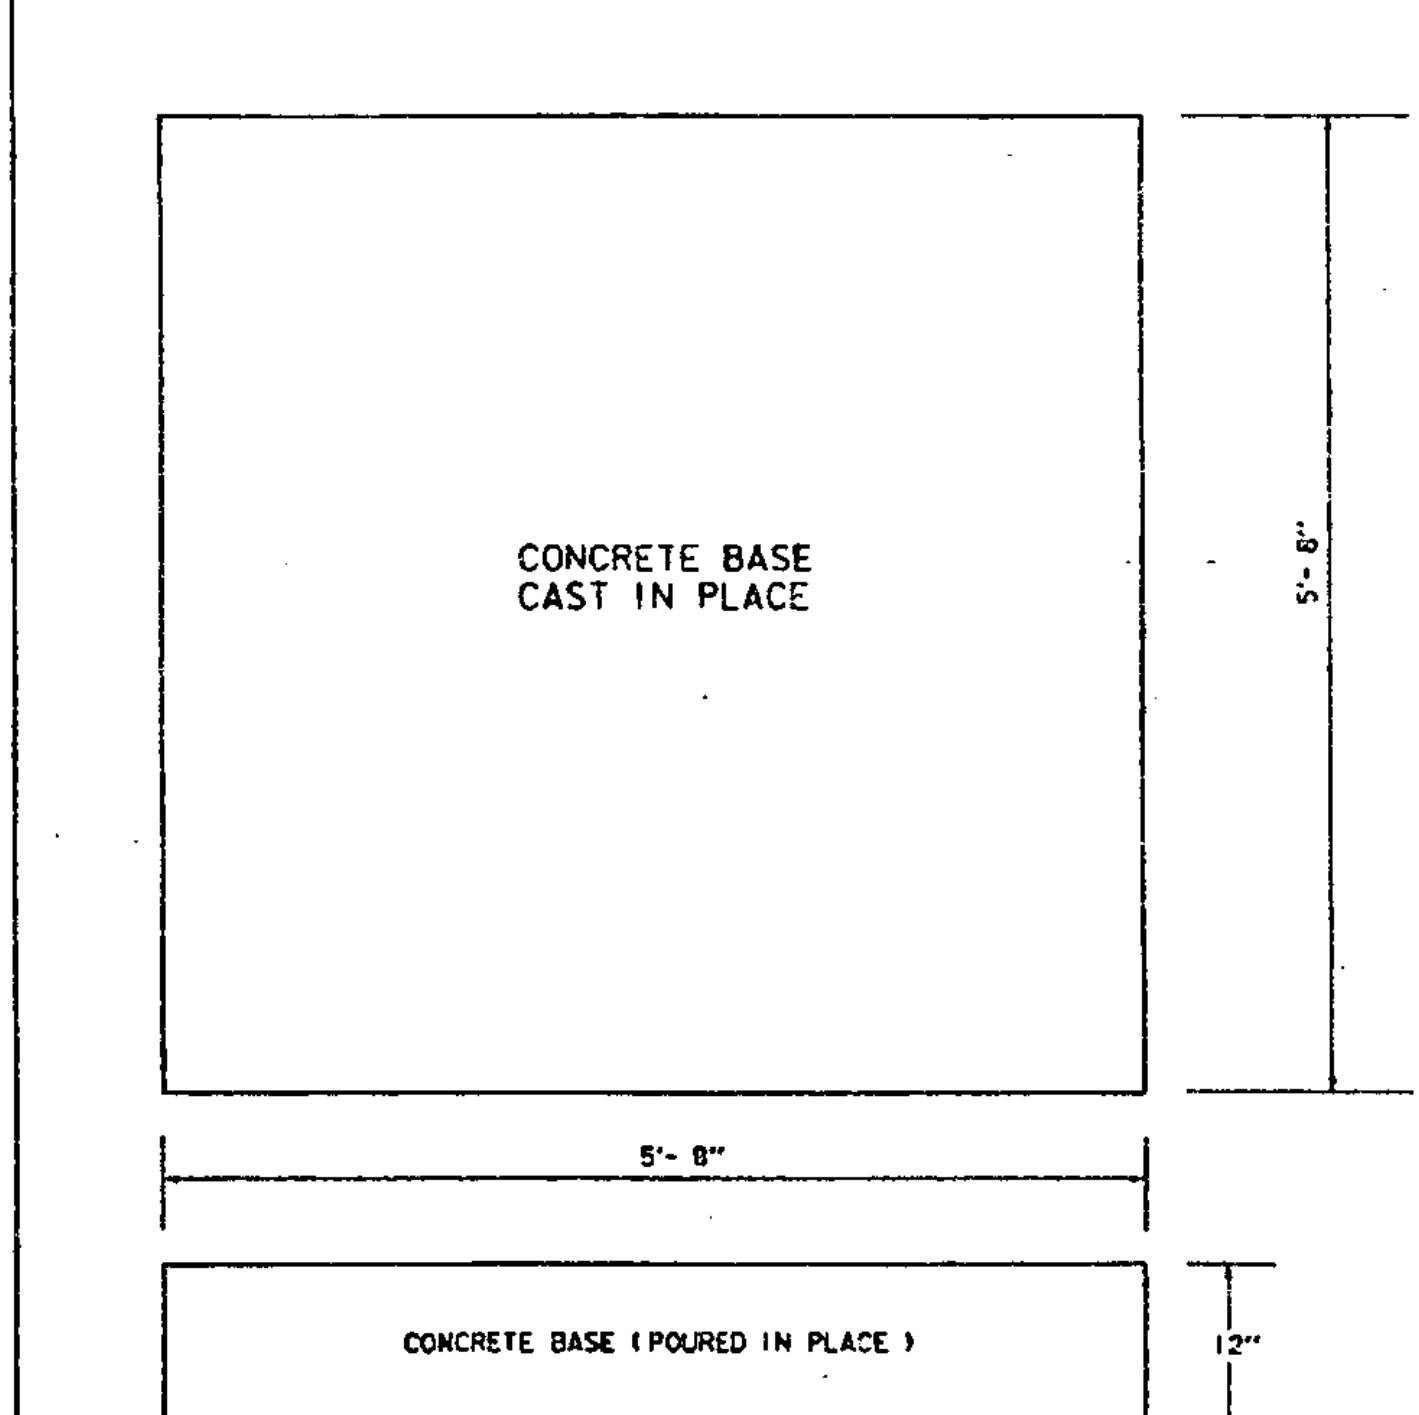 CONCRETE BASE
CAST IN PLACE
5'- 8"
5'- 8"
CONCRETE BASE (POURED IN PLACE )
12"